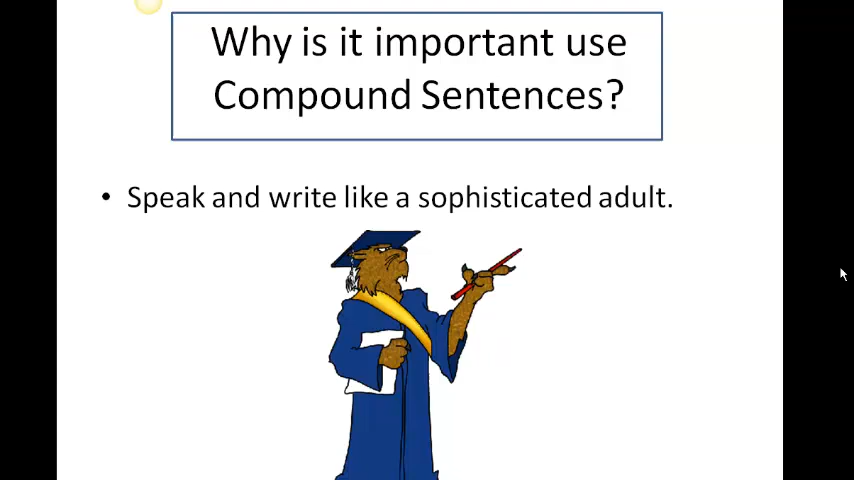 Why is it important use
Compound Sentences?
• Speak and write like a sophisticated adult.